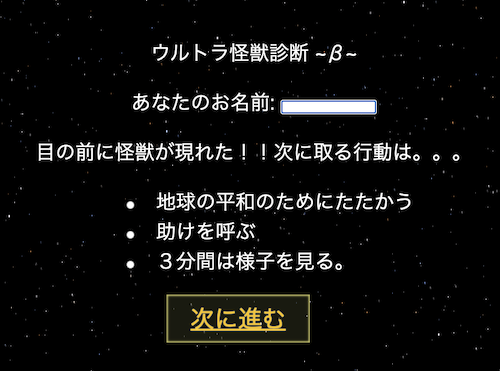 ウルトラ怪獣診断 ~β~
あなたのお名前:
目の前に怪獣が現れた！！次に取る行動は。。。
地球の平和のためにたたかう
助けを呼ぶ
３分間は様子を見る。
次に進む